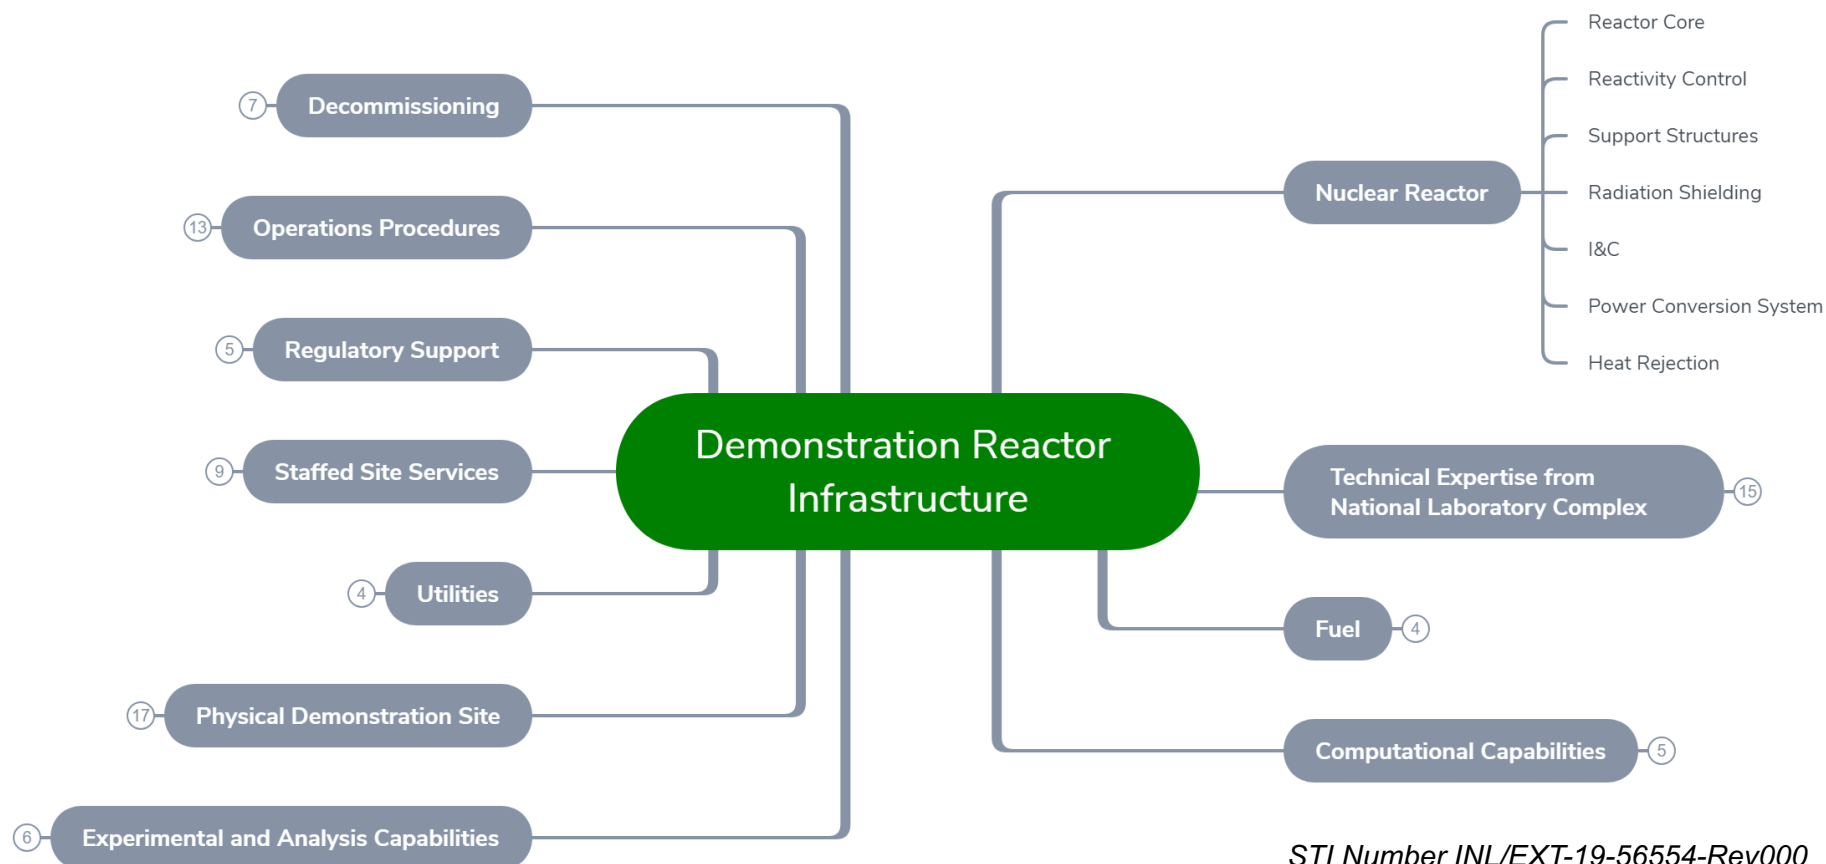 Reactor Core
Reactivity Control
Support Structures
Radiation Shielding
I&C
Power Conversion System
Heat Rejection
Nuclear Reactor
7
Decommissioning
13
Operations Procedures
5
Regulatory Support
9
Staffed Site Services
4
Utilities
17
Physical Demonstration Site
6
Experimental and Analysis Capabilities
Demonstration Reactor
Infrastructure
Technical Expertise from
National Laboratory Complex
15
Fuel
4
Computational Capabilities
5
STI Number INL/EXT-19-56554-Rev000